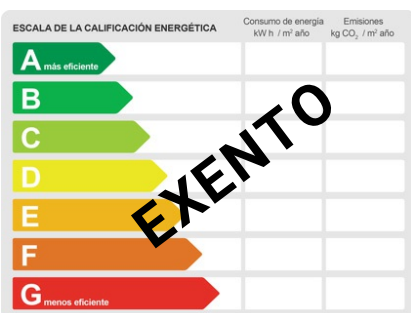 ESCALA DE LA CALIFICACIÓN ENERGÉTICA
Consumo de energía
kW h / m² año
Emisiones
kg CO₂ / m² año
A más eficiente
B
C
D
E
F
G menos eficiente
EXENTO